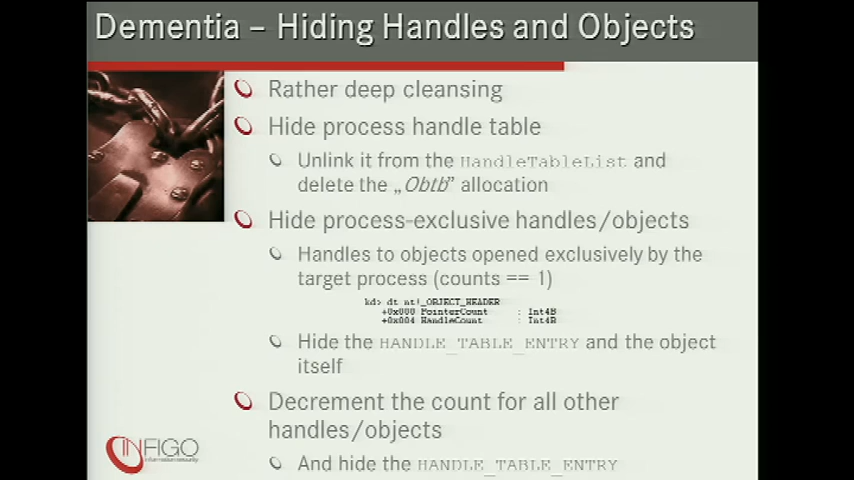 Dementia – Hiding Handles and Objects
Rather deep cleansing
Hide process handle table
Unlink it from the HandleTableList and
delete the „Obtb” allocation
Hide process-exclusive handles/objects
Handles to objects opened exclusively by the
target process (counts == 1)
kd> dt nt!_OBJECT_HEADER
+0x000 PointerCount : Int4B
+0x004 HandleCount : Int4B
Hide the HANDLE_TABLE_ENTRY and the object
itself
Decrement the count for all other
handles/objects
And hide the HANDLE_TABLE_ENTRY
INFIGO
information security